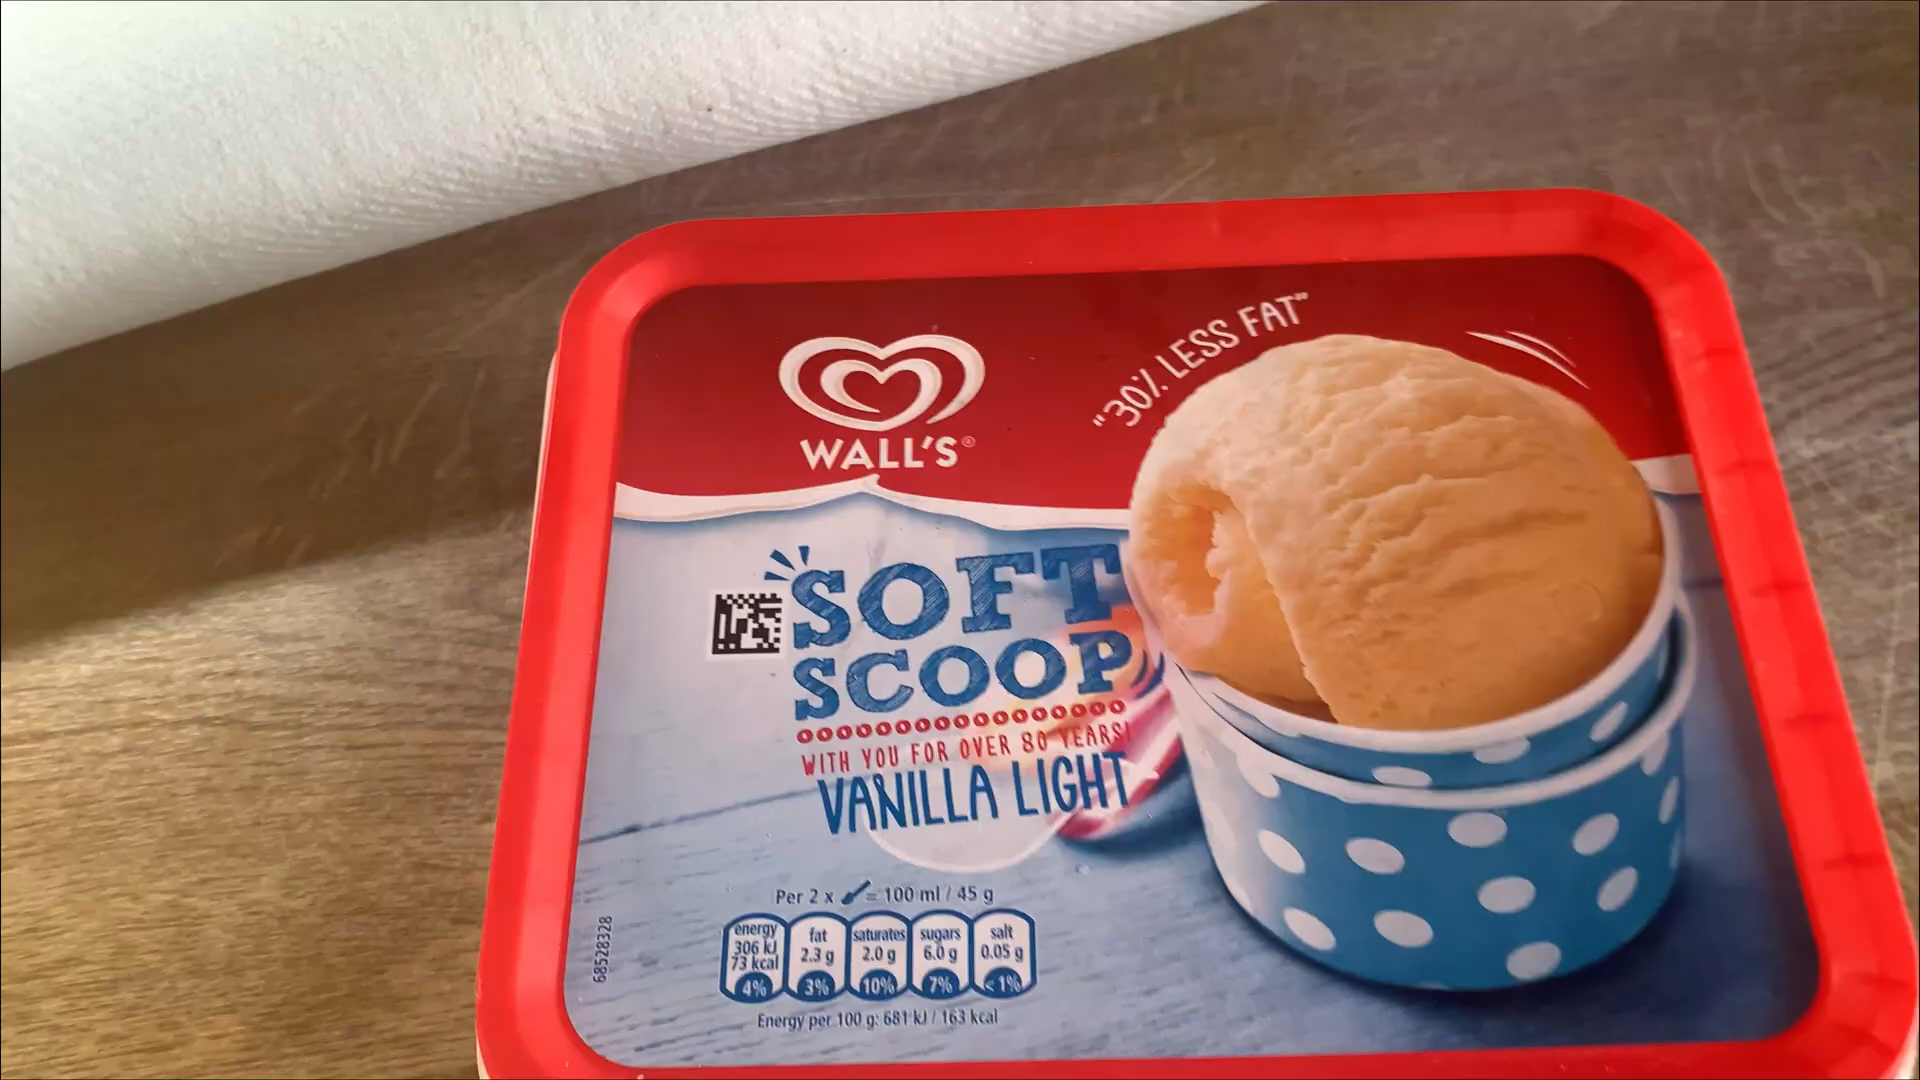 "30% LESS FAT"
WALL'S®
SOFT
SCOOP
WITH YOU FOR OVER 80 YEARS!
VANILLA LIGHT
Per 2 x = 100 ml / 45 g
energy 306 kJ 73 kcal 4%
fat 2.3 g 3%
saturates 2.0 g 10%
sugars 6.0 g 7%
salt 0.05 g <1%
Energy per 100 g: 681 kJ / 163 kcal
68528328